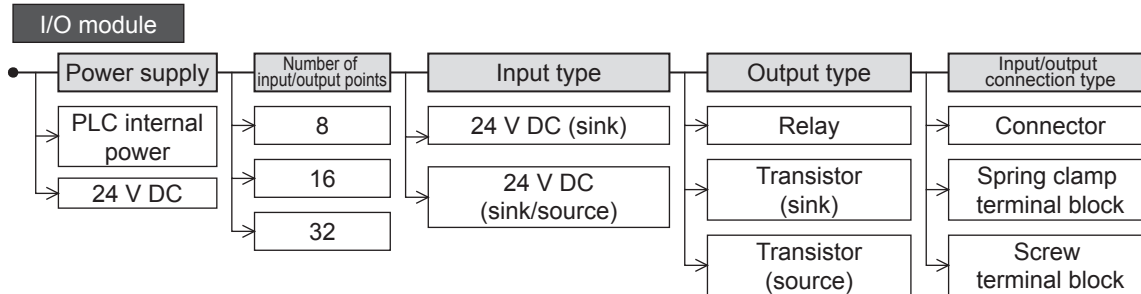 I/O module
Power supply
PLC internal
power
24 V DC
Number of
input/output points
8
16
32
Input type
24 V DC (sink)
24 V DC
(sink/source)
Output type
Relay
Transistor
(sink)
Transistor
(source)
Input/output
connection type
Connector
Spring clamp
terminal block
Screw
terminal block